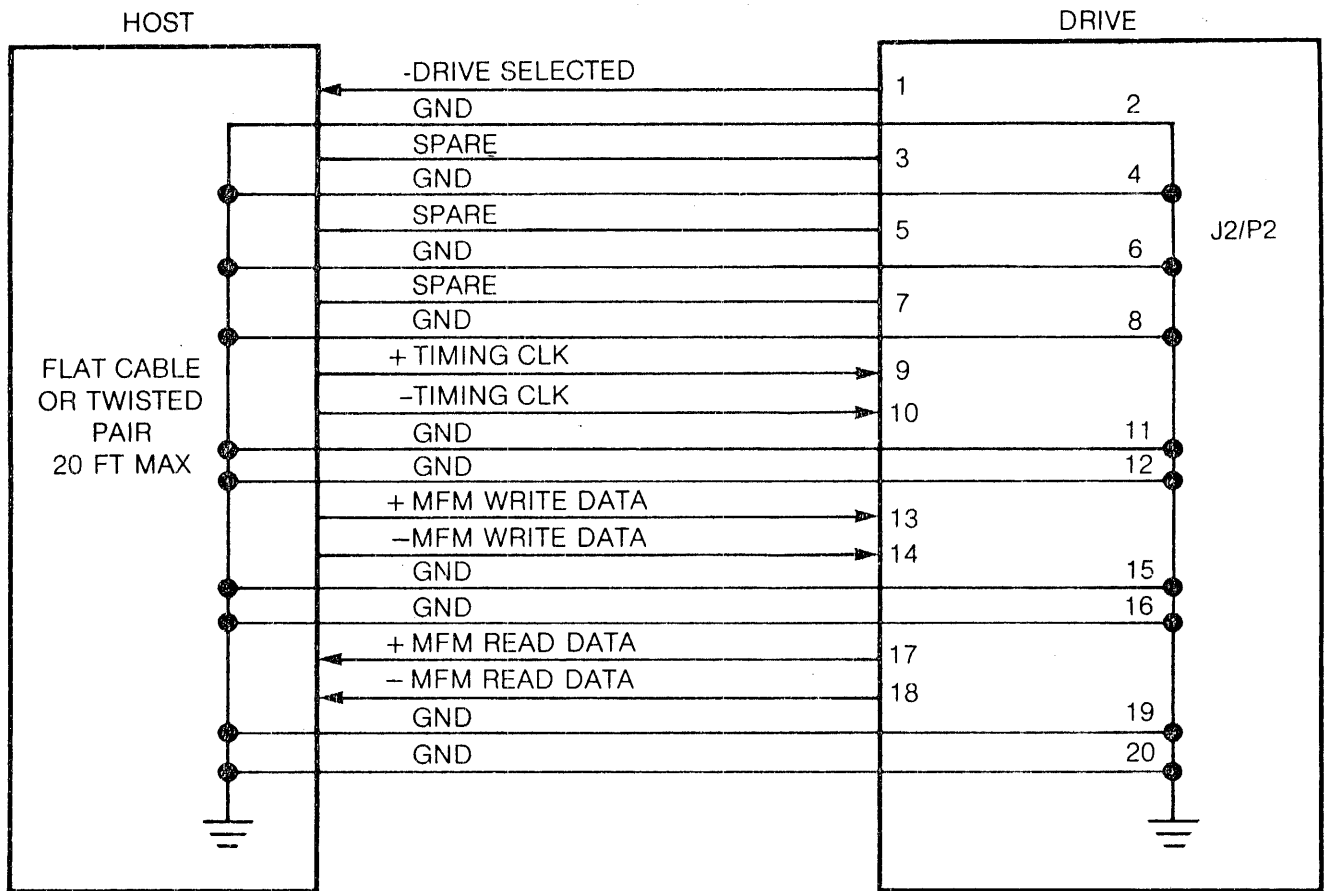 HOST
DRIVE
-DRIVE SELECTED
1
GND
2
SPARE
3
GND
4
SPARE
5
J2/P2
GND
6
SPARE
7
GND
8
FLAT CABLE
OR TWISTED
PAIR
20 FT MAX
+ TIMING CLK
9
-TIMING CLK
10
GND
11
GND
12
+ MFM WRITE DATA
13
-MFM WRITE DATA
14
GND
15
GND
16
+ MFM READ DATA
17
- MFM READ DATA
18
GND
19
GND
20